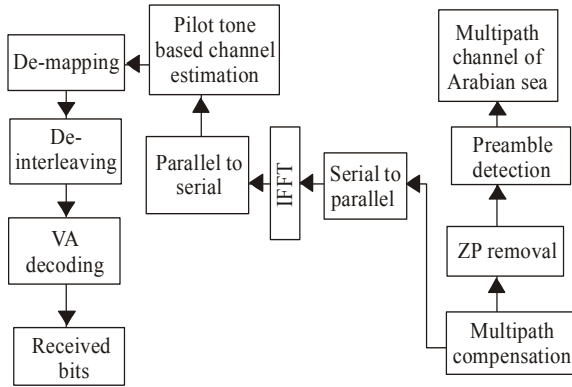 De-mapping
De-
interleaving
VA
decoding
Received
bits
Pilot tone
based channel
estimation
Parallel to
serial
IFFT
Serial to
parallel
Multipath
channel of
Arabian sea
Preamble
detection
ZP removal
Multipath
compensation